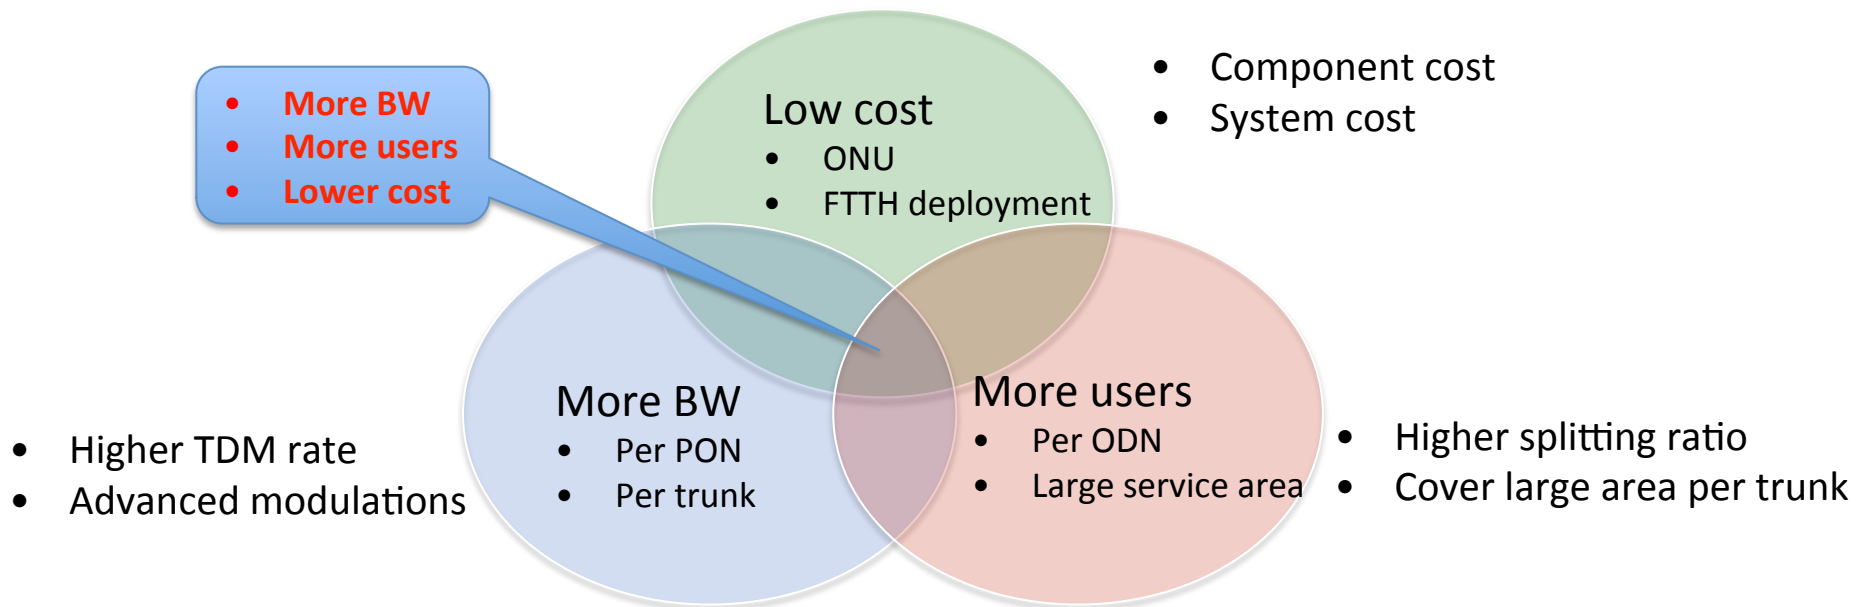 • More BW
• More users
• Lower cost
Low cost
• ONU
• FTTH deployment
• Component cost
• System cost
More BW
• Per PON
• Per trunk
• Higher TDM rate
• Advanced modulations
More users
• Per ODN
• Large service area
• Higher splitting ratio
• Cover large area per trunk